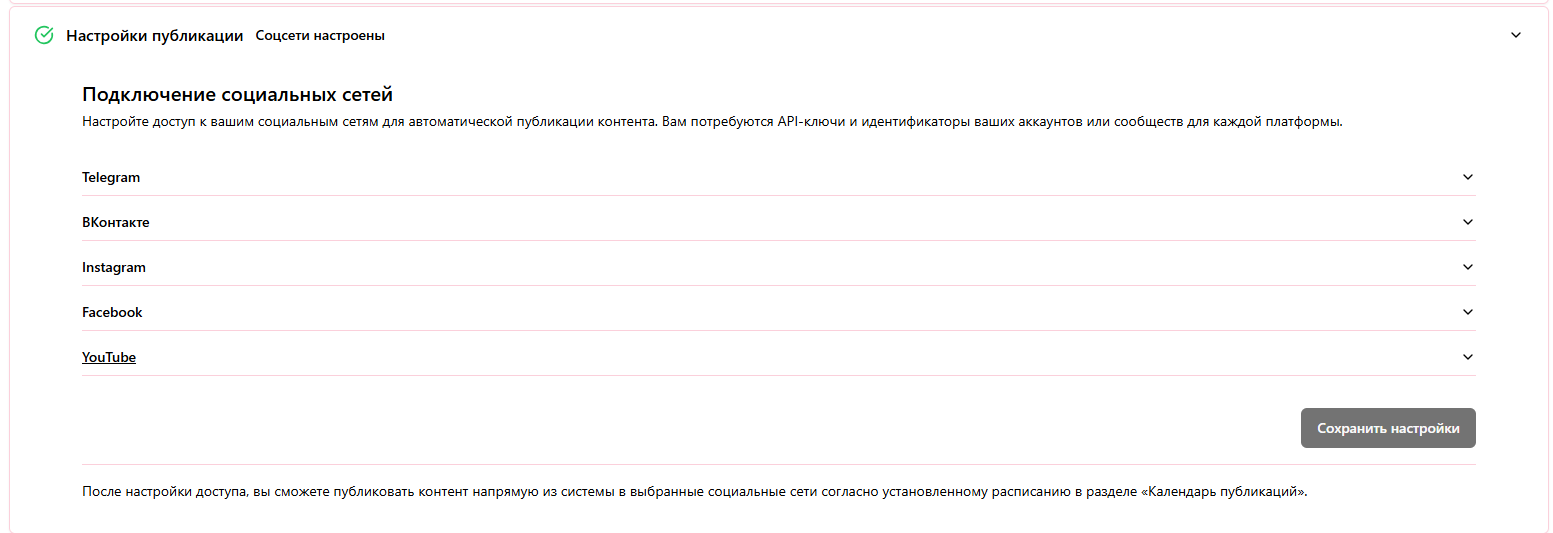 Настройки публикации Соцсети настроены
Подключение социальных сетей
Настройте доступ к вашим социальным сетям для автоматической публикации контента. Вам потребуются API-ключи и идентификаторы ваших аккаунтов или сообществ для каждой платформы.
Telegram
ВКонтакте
Instagram
Facebook
YouTube
Сохранить настройки
После настройки доступа, вы сможете публиковать контент напрямую из системы в выбранные социальные сети согласно установленному расписанию в разделе «Календарь публикаций».